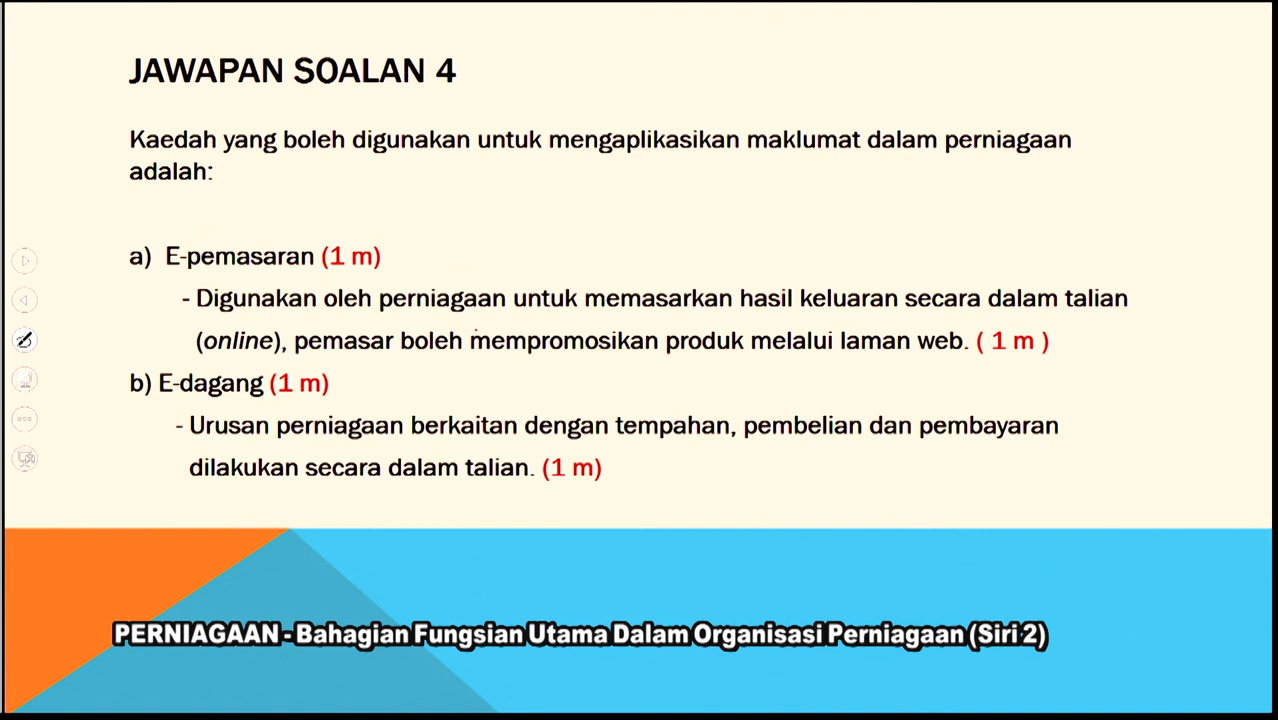 JAWAPAN SOALAN 4
Kaedah yang boleh digunakan untuk mengaplikasikan maklumat dalam perniagaan
adalah:
a) E-pemasaran (1 m)
- Digunakan oleh perniagaan untuk memasarkan hasil keluaran secara dalam talian
(online), pemasar boleh mempromosikan produk melalui laman web. ( 1 m )
b) E-dagang (1 m)
- Urusan perniagaan berkaitan dengan tempahan, pembelian dan pembayaran
dilakukan secara dalam talian. (1 m)
PERNIAGAAN - Bahagian Fungsian Utama Dalam Organisasi Perniagaan (Siri 2)